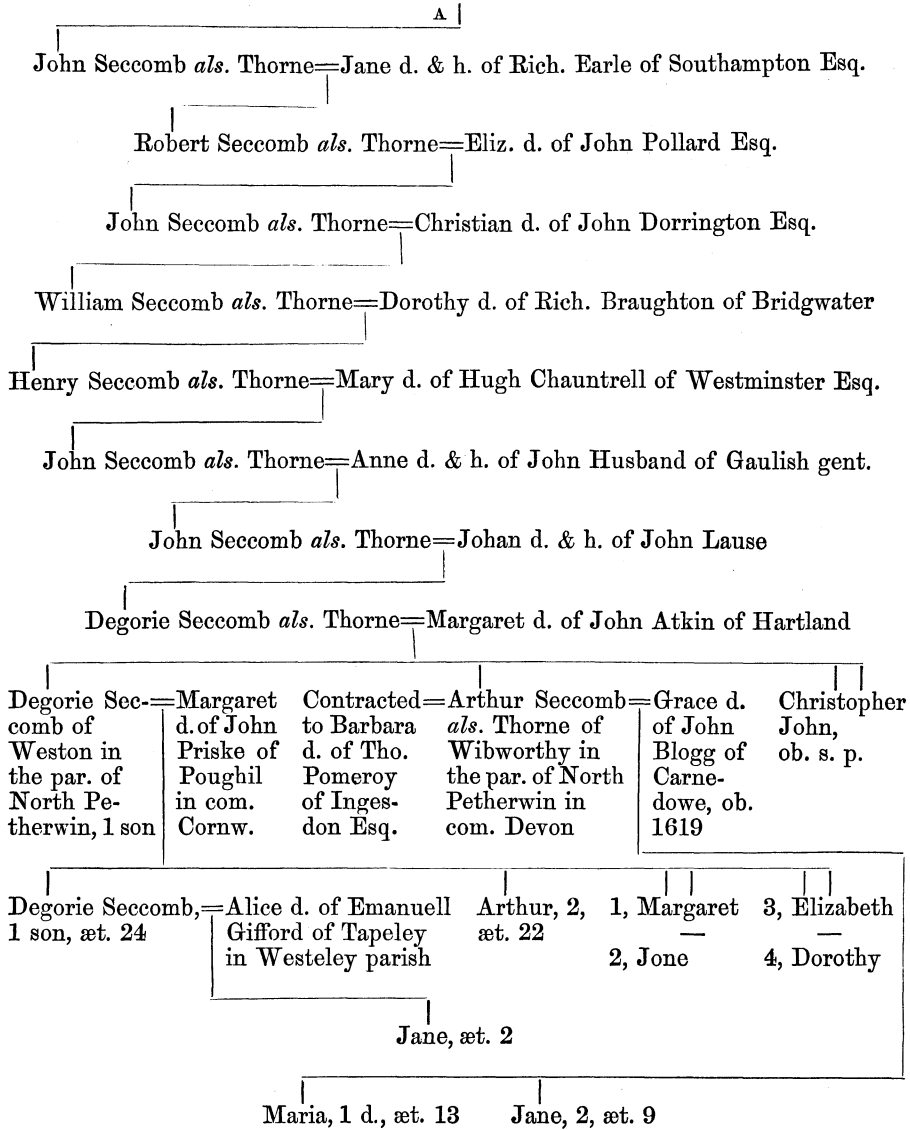 A
John Seccomb als. Thorne=Jane d. & h. of Rich. Earle of Southampton Esq.
Robert Seccomb als. Thorne=Eliz. d. of John Pollard Esq.
John Seccomb als. Thorne=Christian d. of John Dorrington Esq.
William Seccomb als. Thorne=Dorothy d. of Rich. Braughton of Bridgwater
Henry Seccomb als. Thorne=Mary d. of Hugh Chauntrell of Westminster Esq.
John Seccomb als. Thorne=Anne d. & h. of John Husband of Gaulish gent.
John Seccomb als. Thorne=Johan d. & h. of John Lause
Degorie Seccomb als. Thorne=Margaret d. of John Atkin of Hartland
Degorie Sec-=
comb of
Weston in
the par. of
North Pe-
therwin, 1 son
Margaret
d. of John
Priske of
Poughil
in com.
Cornw.
Contracted=
to Barbara
d. of Tho.
Pomeroy
of Inges-
don Esq.
Arthur Seccomb=
als. Thorne of
Wibworthy in
the par. of North
Petherwin in
com. Devon
Grace d.
of John
Blogg of
Carne-
dowe, ob.
1619
Christopher
John,
ob. s. p.
Degorie Seccomb,=
1 son, æt. 24
Alice d. of Emanuell
Gifford of Tapeley
in Westeley parish
Arthur, 2,
æt. 22
1, Margaret
—
2, Jone
3, Elizabeth
—
4, Dorothy
Jane, æt. 2
Maria, 1 d., æt. 13
Jane, 2, æt. 9